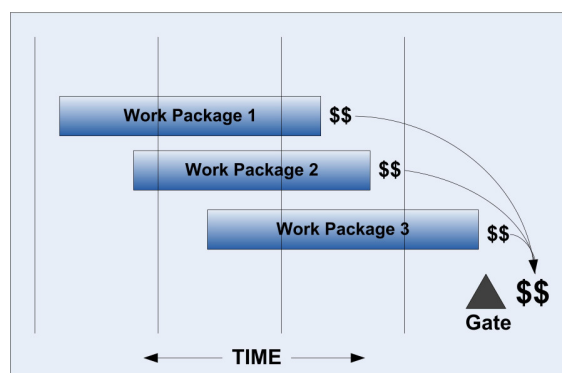 Work Package 1 $$
Work Package 2 $$
Work Package 3 $$
$$
Gate
TIME